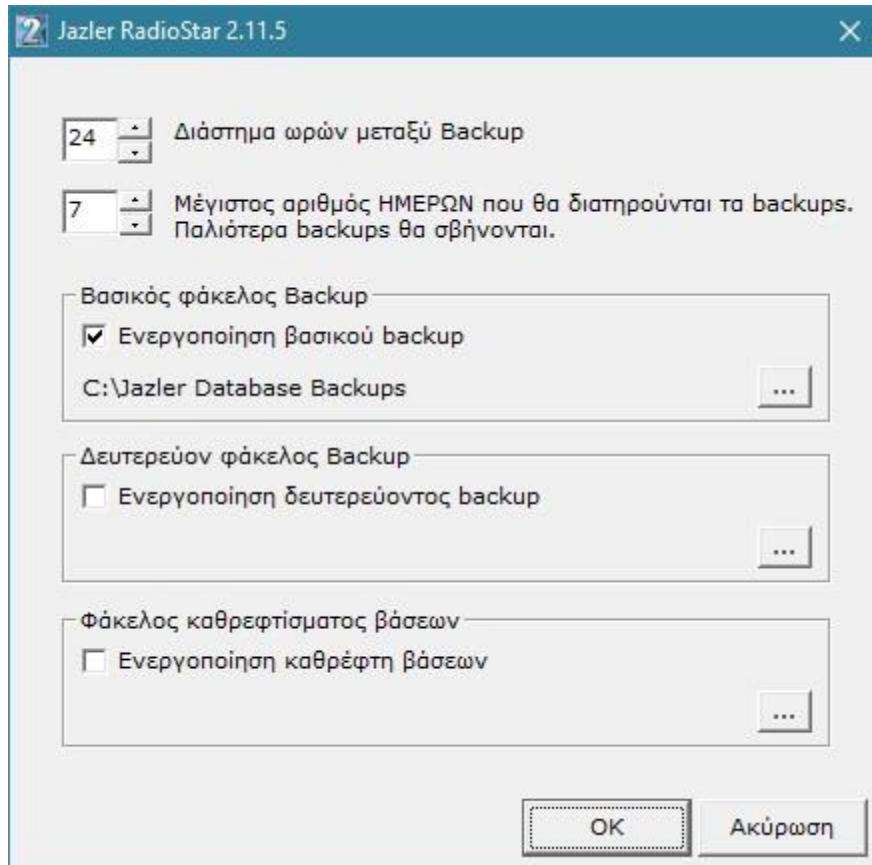 Jazler RadioStar 2.11.5
24 Διάστημα ωρών μεταξύ Backup
7 Μέγιστος αριθμός ΗΜΕΡΩΝ που θα διατηρούνται τα backups.
Παλιότερα backups θα σβήνονται.
Βασικός φάκελος Backup
Ενεργοποίηση βασικού backup
C:\Jazler Database Backups
...
Δευτερεύον φάκελος Backup
Ενεργοποίηση δευτερεύοντος backup
...
Φάκελος καθρεφτίσματος βάσεων
Ενεργοποίηση καθρέφτη βάσεων
...
OK Ακύρωση